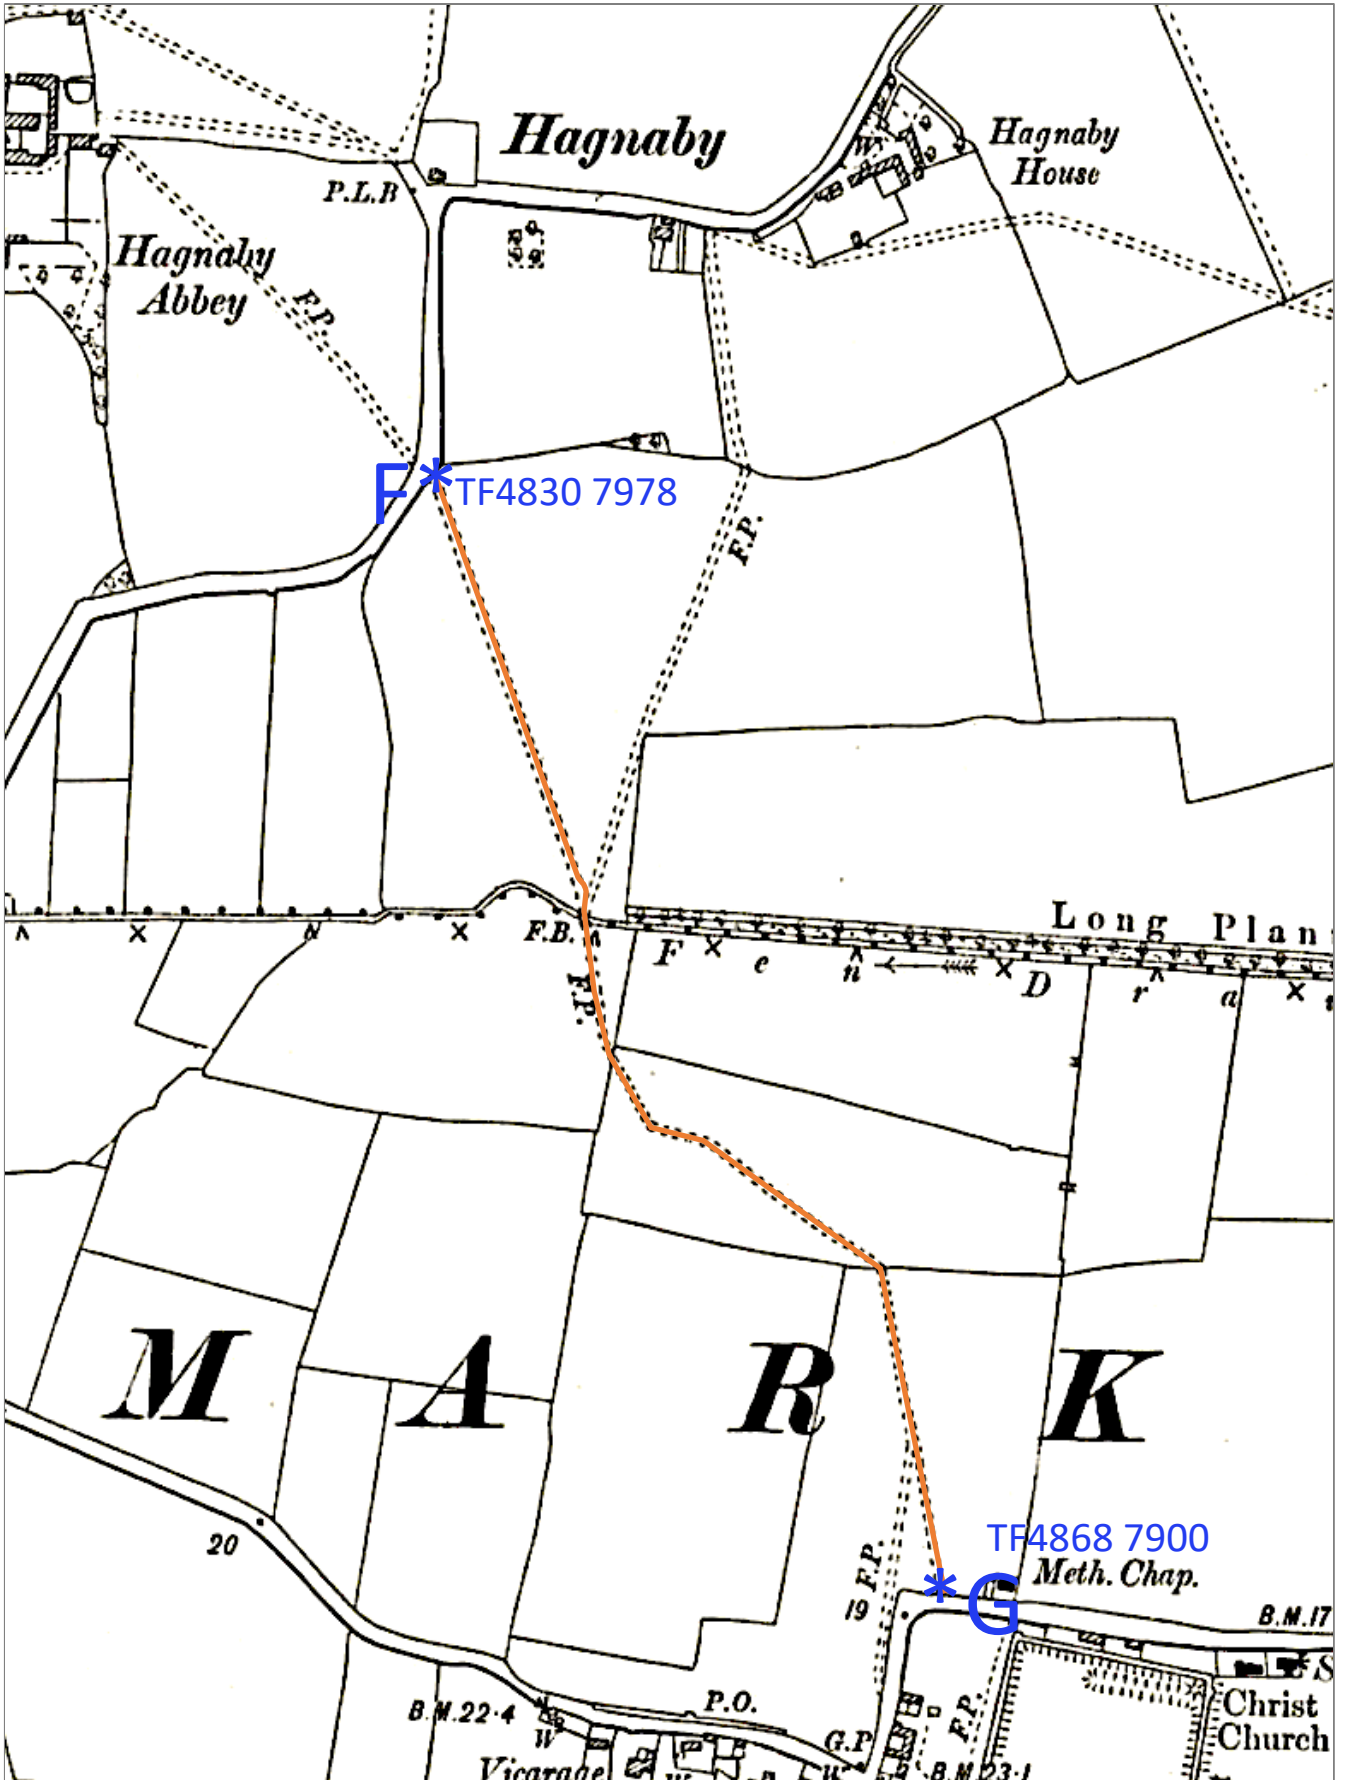 Hagnaby
Hagnaby
House
P.L.B
W
Hagnaby
Abbey
F.P.
F * TF4830 7978
F.P.
Long Plan
F.B.
F e n D r a
F.P.
M A R K
20
TF4868 7900
* G
Meth. Chap.
F.P.
19
B.M.17
S
Christ
Church
B.M.22·4
P.O.
F.P.
W
G.P
Vicarage
W
W
B.M.23·1